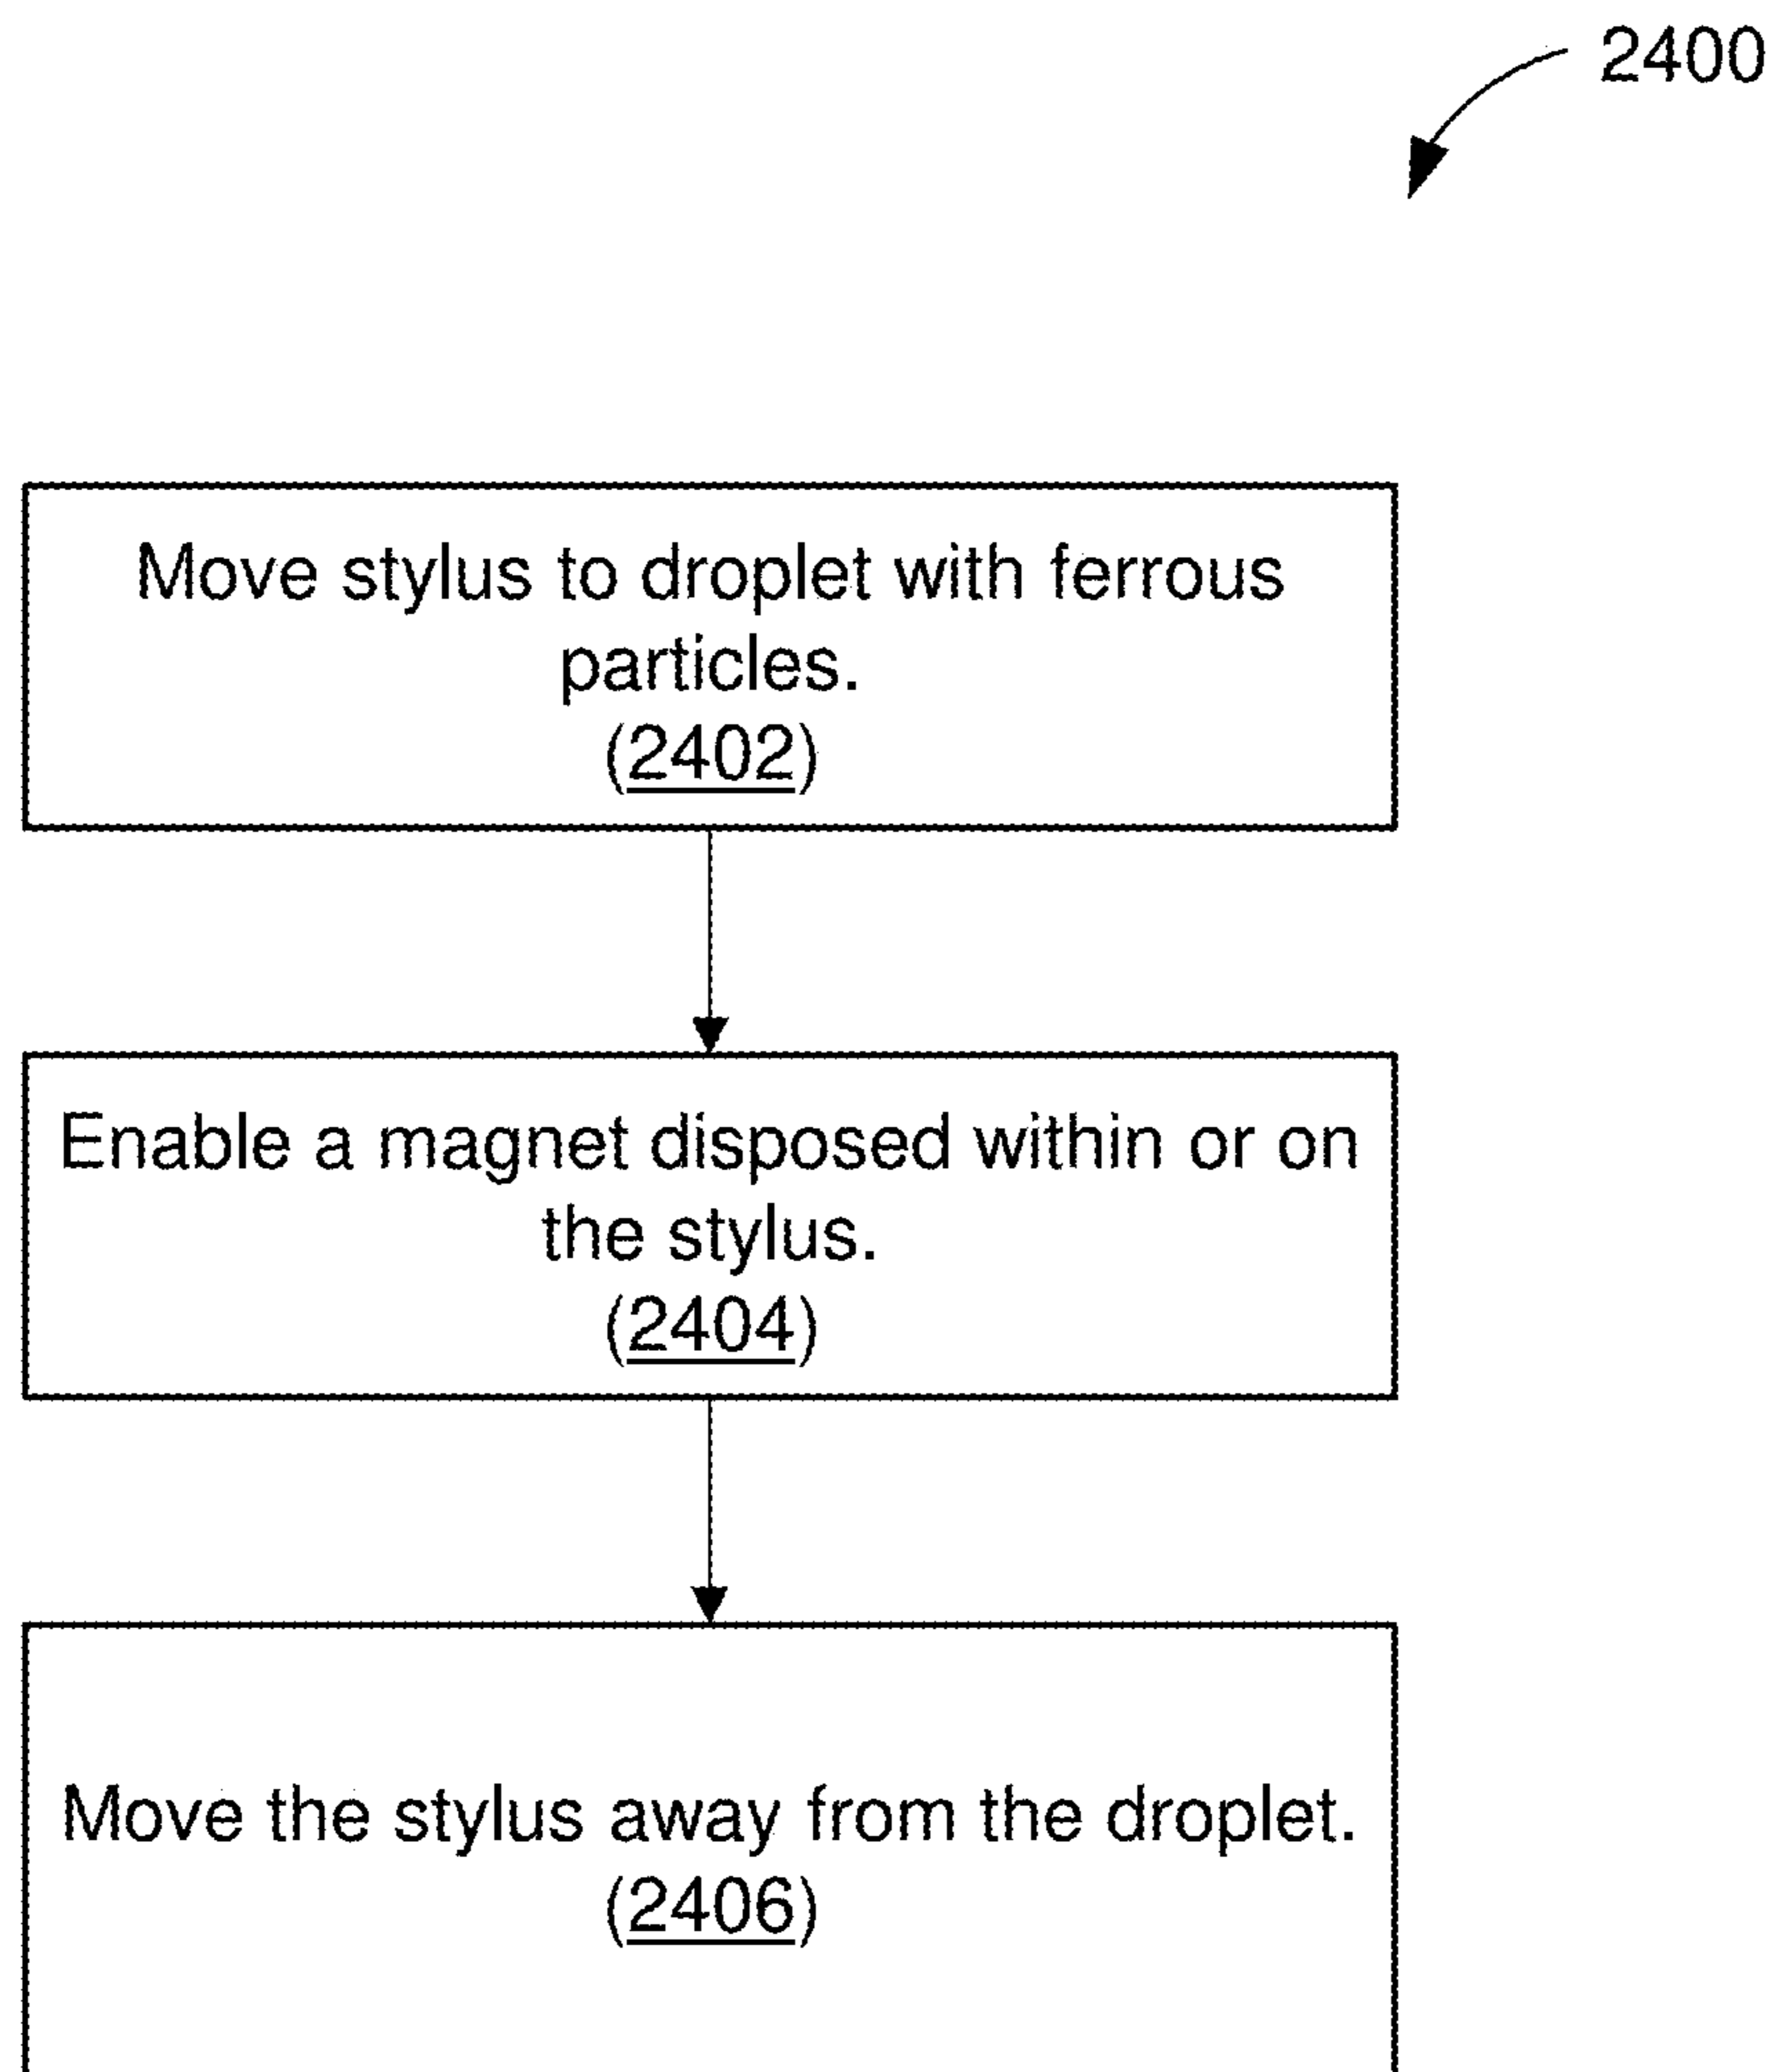 2400
Move stylus to droplet with ferrous
particles.
(2402)
Enable a magnet disposed within or on
the stylus.
(2404)
Move the stylus away from the droplet.
(2406)